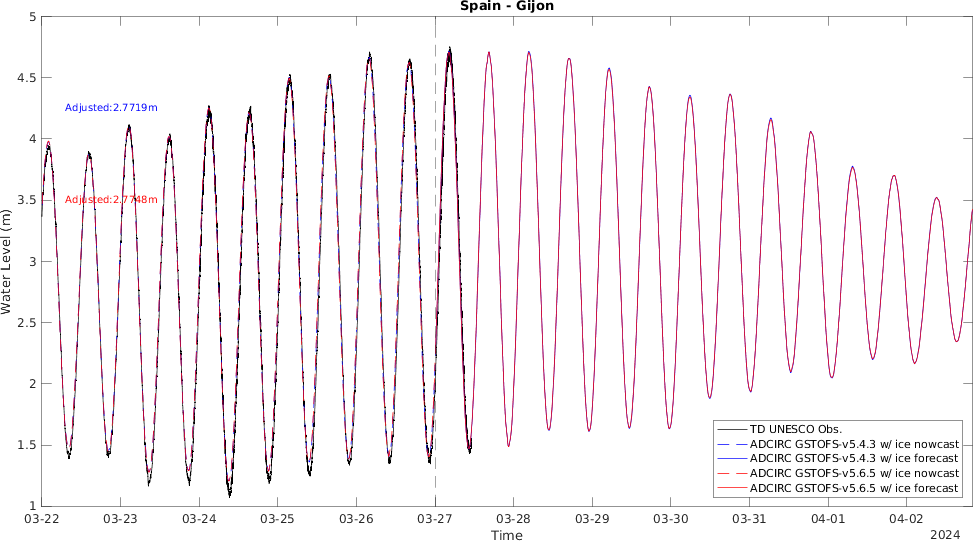 Spain - Gijon
5
4.5
4
3.5
3
2.5
2
1.5
1
Water Level (m)
Adjusted:2.7719m
Adjusted:2.7748m
TD UNESCO Obs.
ADCIRC GSTOFS-v5.4.3 w/ ice nowcast
ADCIRC GSTOFS-v5.4.3 w/ ice forecast
ADCIRC GSTOFS-v5.6.5 w/ ice nowcast
ADCIRC GSTOFS-v5.6.5 w/ ice forecast
03-22 03-23 03-24 03-25 03-26 03-27 03-28 03-29 03-30 03-31 04-01 04-02
Time
2024